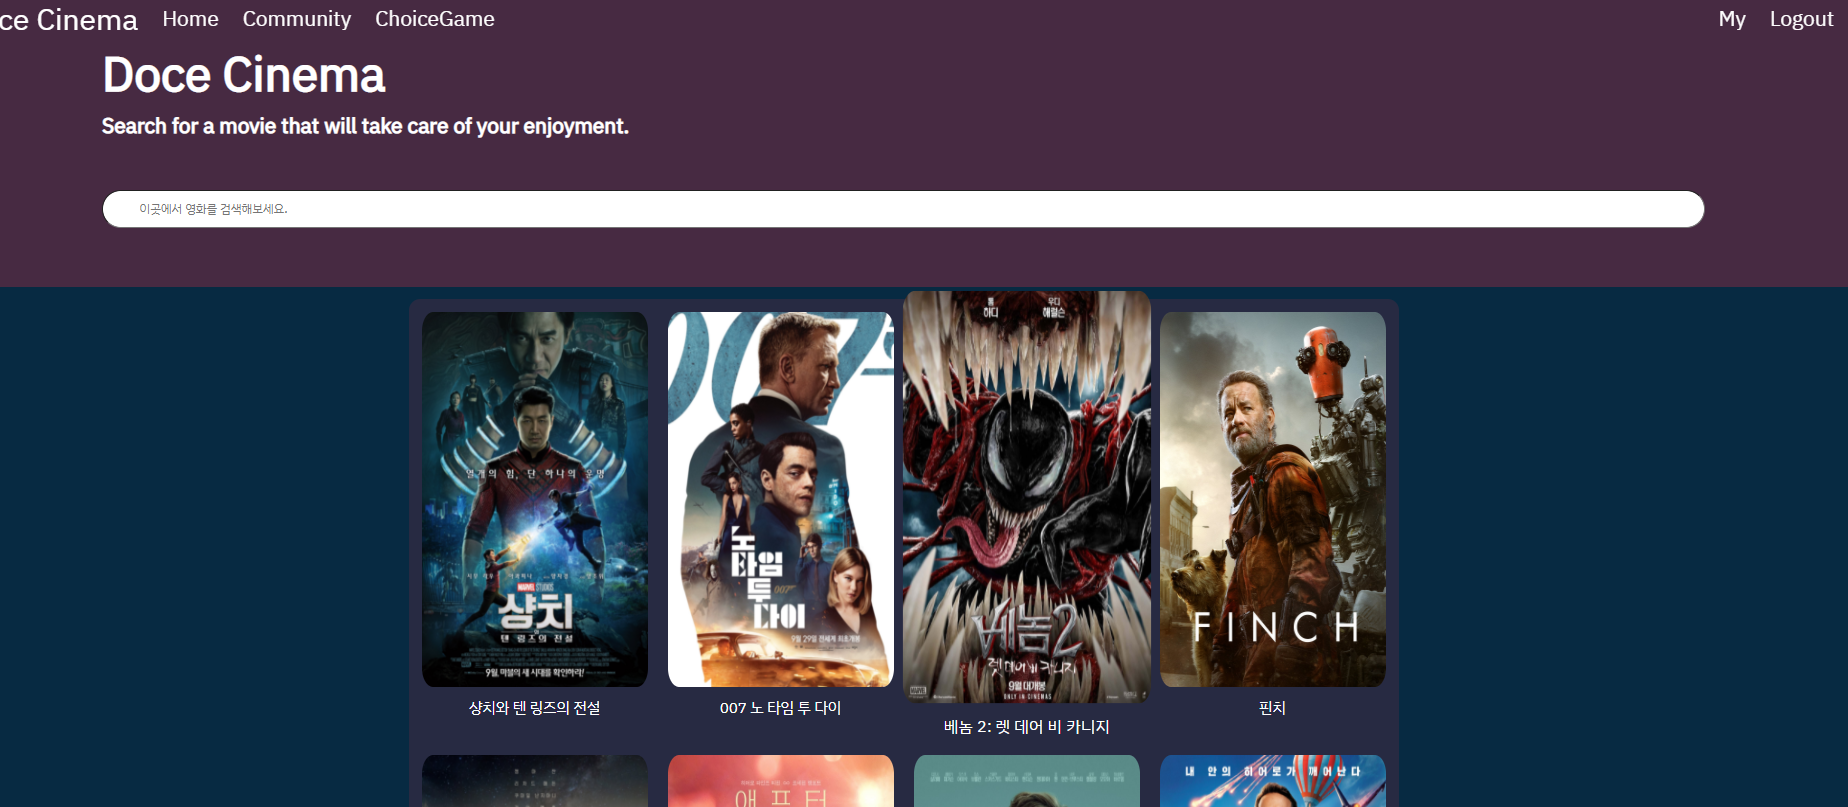 ce Cinema Home Community ChoiceGame My Logout
Doce Cinema
Search for a movie that will take care of your enjoyment.
이곳에서 영화를 검색해보세요.
열 개의 힘, 단 하나의 운명
MARVEL STUDIOS
샹치
텐 링즈의 전설
9월, 마블의 새 시대를 확인하라!
샹치와 텐 링즈의 전설
007
노
타임
투
다이
007
9월 29일 전세계 최초개봉
007 노 타임 투 다이
톰 하디
우디 해럴슨
베놈2
렛 데어 비 카니지
9월 대개봉
ONLY IN CINEMAS
MARVEL
베놈 2: 렛 데어 비 카니지
FINCH
핀치
애프터
내 안의 히어로가 깨어난다